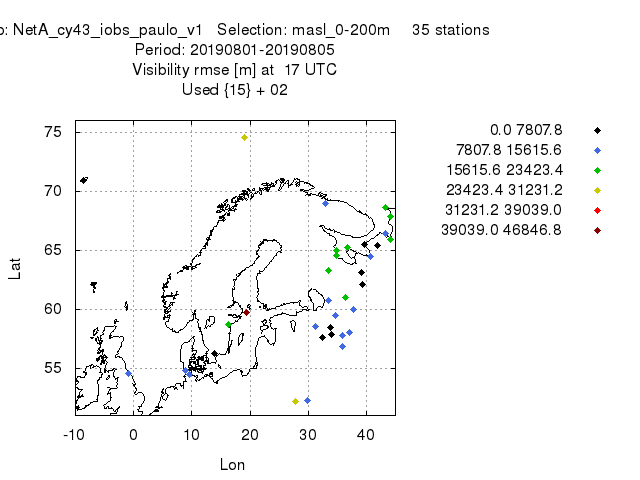 : NetA_cy43_iobs_paulo_v1 Selection: masl_0-200m 35 stations
Period: 20190801-20190805
Visibility rmse [m] at 17 UTC
Used {15} + 02
0.0 7807.8
7807.8 15615.6
15615.6 23423.4
23423.4 31231.2
31231.2 39039.0
39039.0 46846.8
75
70
65
60
55
Lat
-10 0 10 20 30 40
Lon